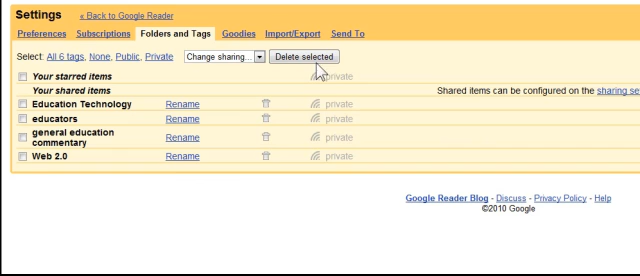 Settings « Back to Google Reader
Preferences Subscriptions Folders and Tags Goodies Import/Export Send To
Select: All 6 tags, None, Public, Private Change sharing... Delete selected
Your starred items private
Your shared items Shared items can be configured on the sharing se
Education Technology Rename private
educators Rename private
general education
commentary Rename private
Web 2.0 Rename private
Google Reader Blog - Discuss - Privacy Policy - Help
©2010 Google